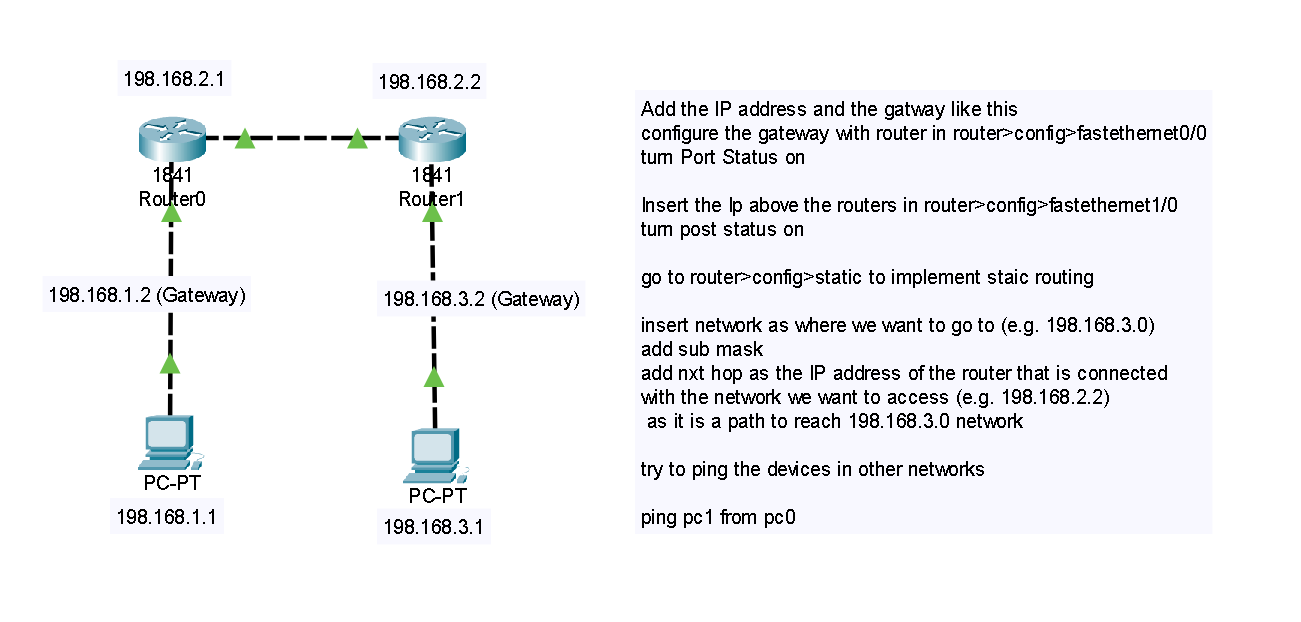 198.168.2.1
198.168.2.2
1841
Router0
1841
Router1
198.168.1.2 (Gateway)
198.168.3.2 (Gateway)
PC-PT
198.168.1.1
PC-PT
198.168.3.1
Add the IP address and the gatway like this
configure the gateway with router in router>config>fastethernet0/0
turn Port Status on
Insert the Ip above the routers in router>config>fastethernet1/0
turn post status on
go to router>config>static to implement staic routing
insert network as where we want to go to (e.g. 198.168.3.0)
add sub mask
add nxt hop as the IP address of the router that is connected
with the network we want to access (e.g. 198.168.2.2)
as it is a path to reach 198.168.3.0 network
try to ping the devices in other networks
ping pc1 from pc0